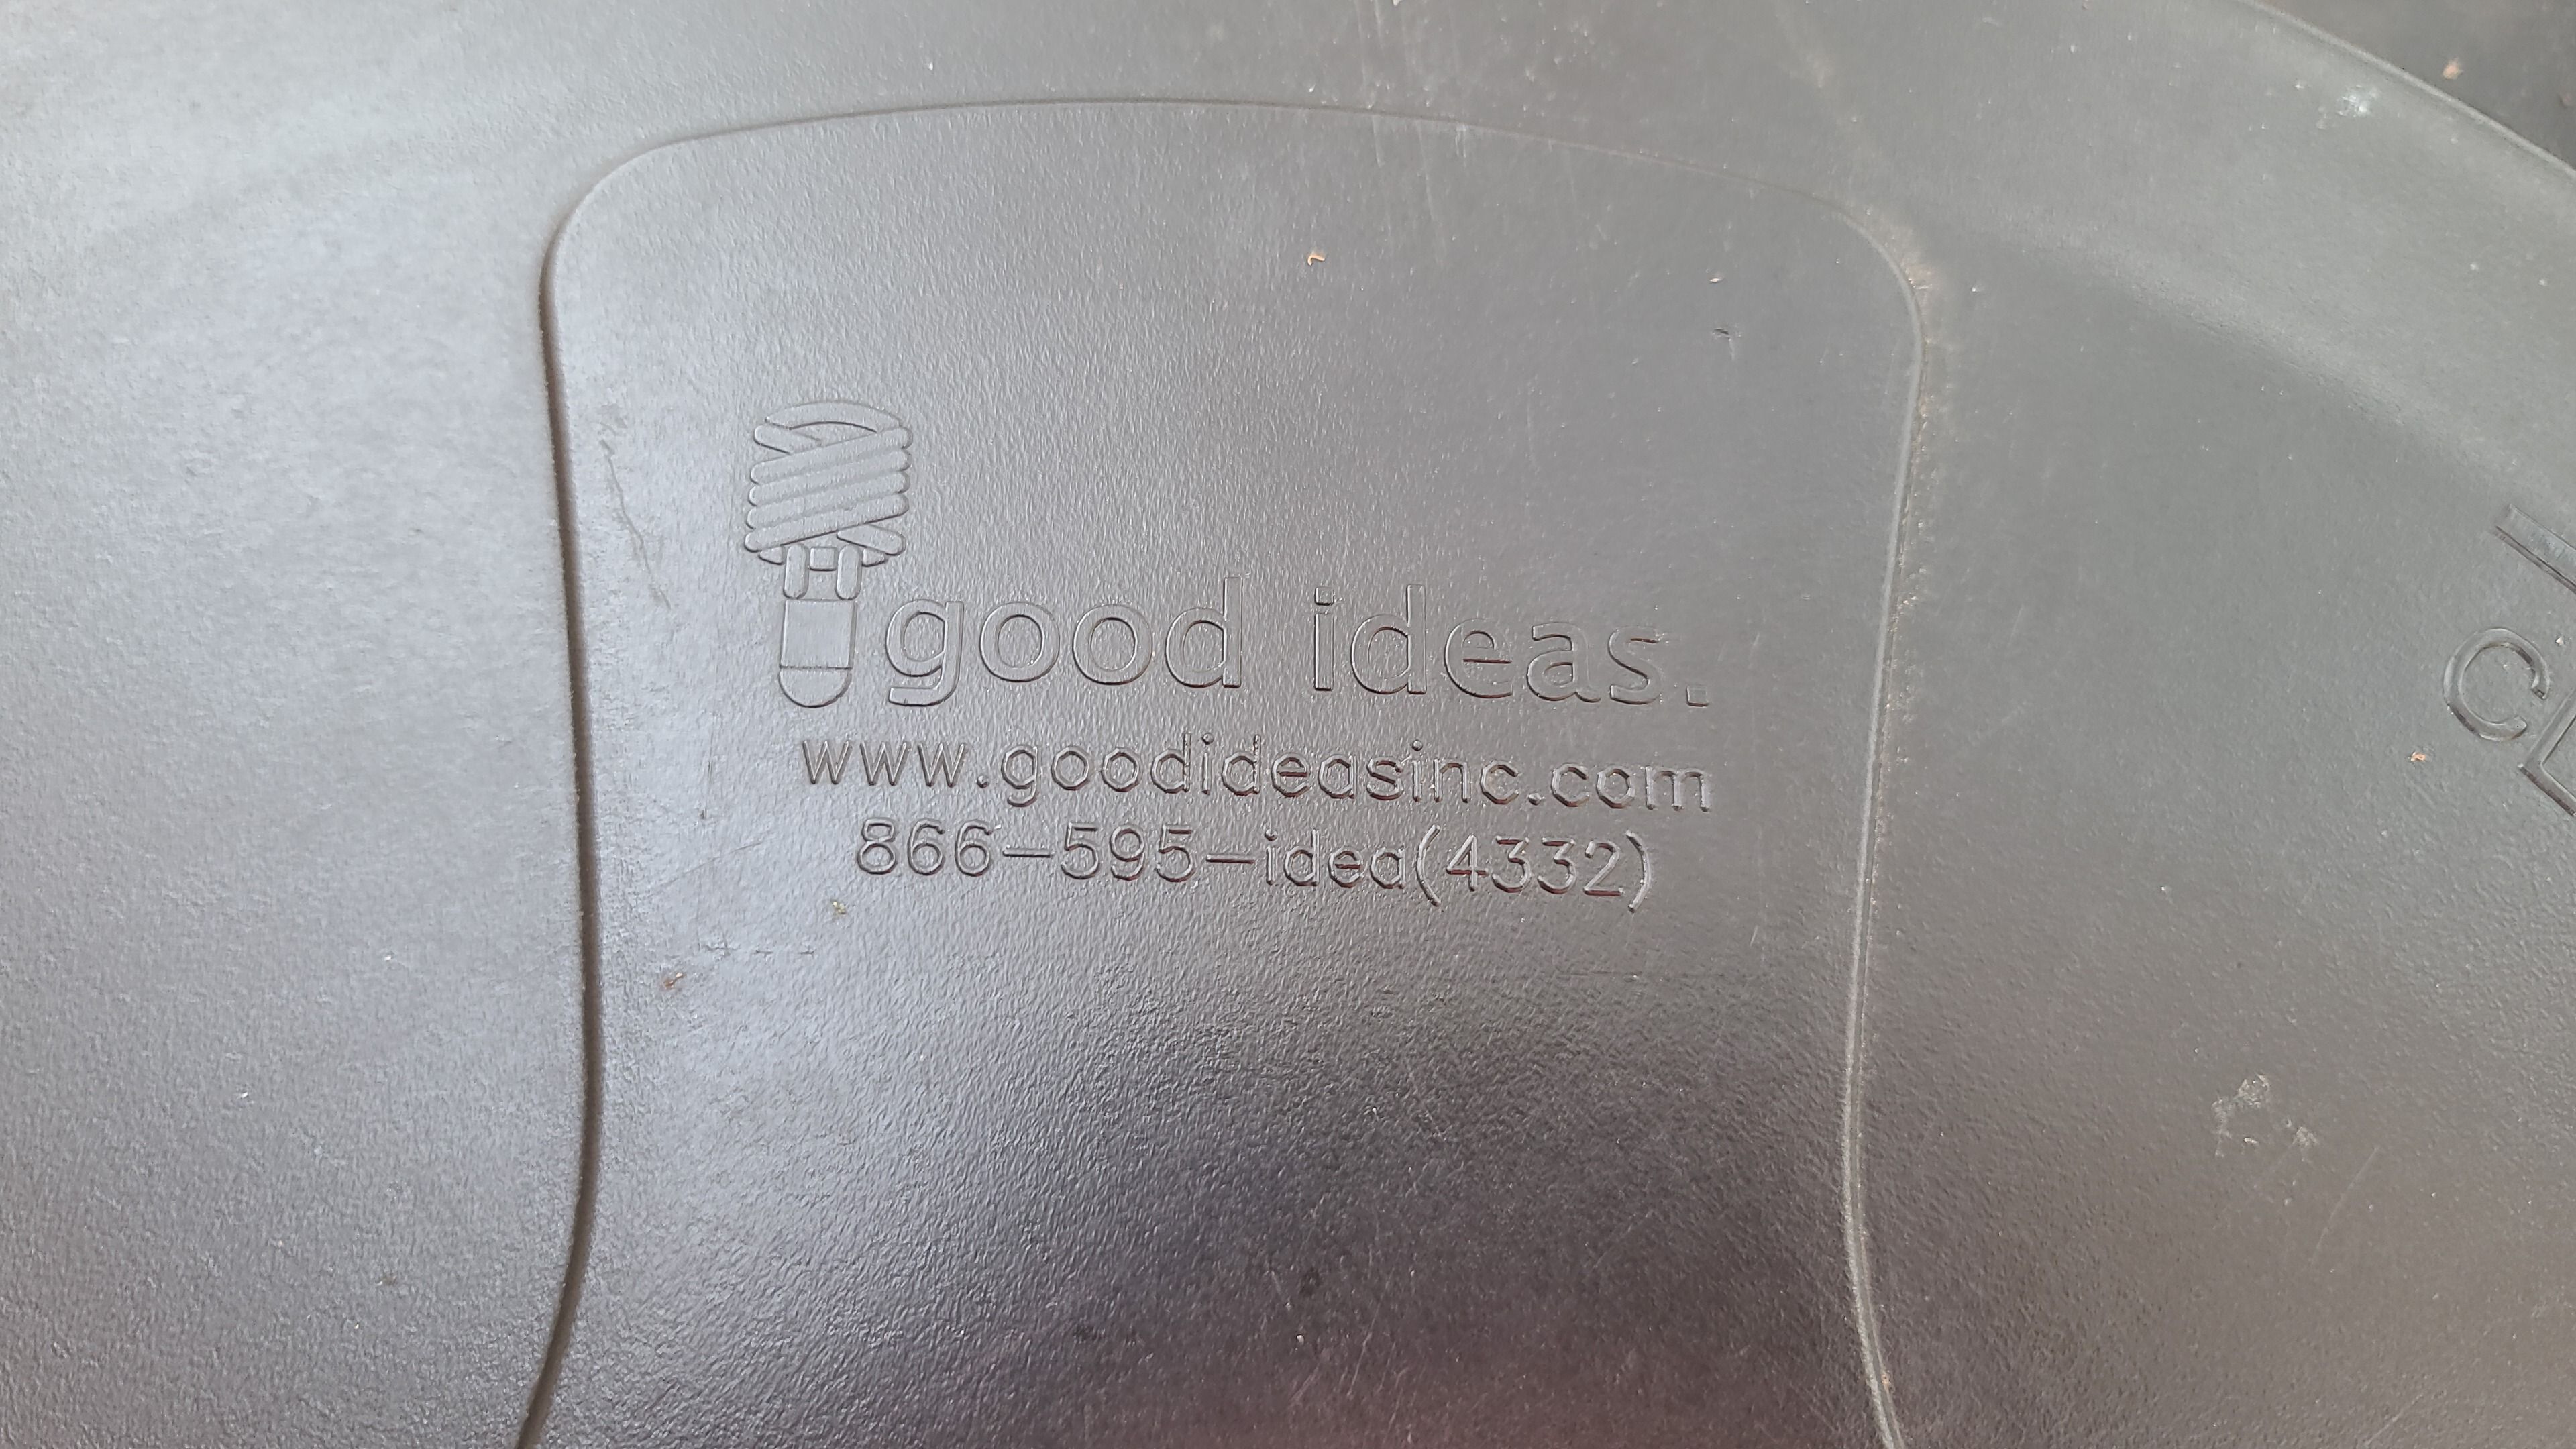 good ideas.
www.goodideasinc.com
866-595-idea(4332)